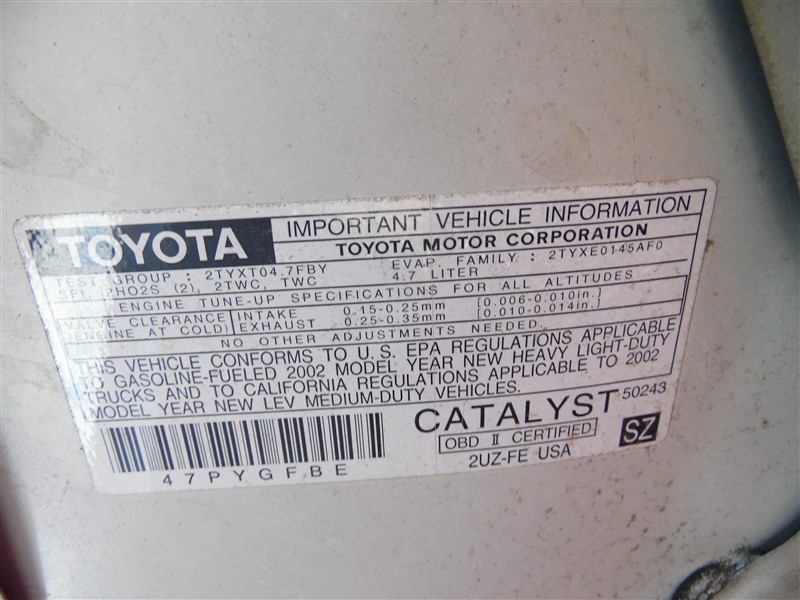 TOYOTA
IMPORTANT VEHICLE INFORMATION
TOYOTA MOTOR CORPORATION
TEST GROUP : 2TYXT04.7FBY EVAP. FAMILY : 2TYXE0145AF0
SFI, 2HO2S (2), 2TWC, TWC 4.7 LITER
ENGINE TUNE-UP SPECIFICATIONS FOR ALL ALTITUDES
VALVE CLEARANCE INTAKE 0.15-0.25mm [0.006-0.010in.]
(ENGINE AT COLD) EXHAUST 0.25-0.35mm [0.010-0.014in.]
NO OTHER ADJUSTMENTS NEEDED.
THIS VEHICLE CONFORMS TO U.S. EPA REGULATIONS APPLICABLE
TO GASOLINE-FUELED 2002 MODEL YEAR NEW HEAVY LIGHT-DUTY
TRUCKS AND TO CALIFORNIA REGULATIONS APPLICABLE TO 2002
MODEL YEAR NEW LEV MEDIUM-DUTY VEHICLES.
CATALYST 50243
OBD II CERTIFIED SZ
2UZ-FE USA
47PYGFBE